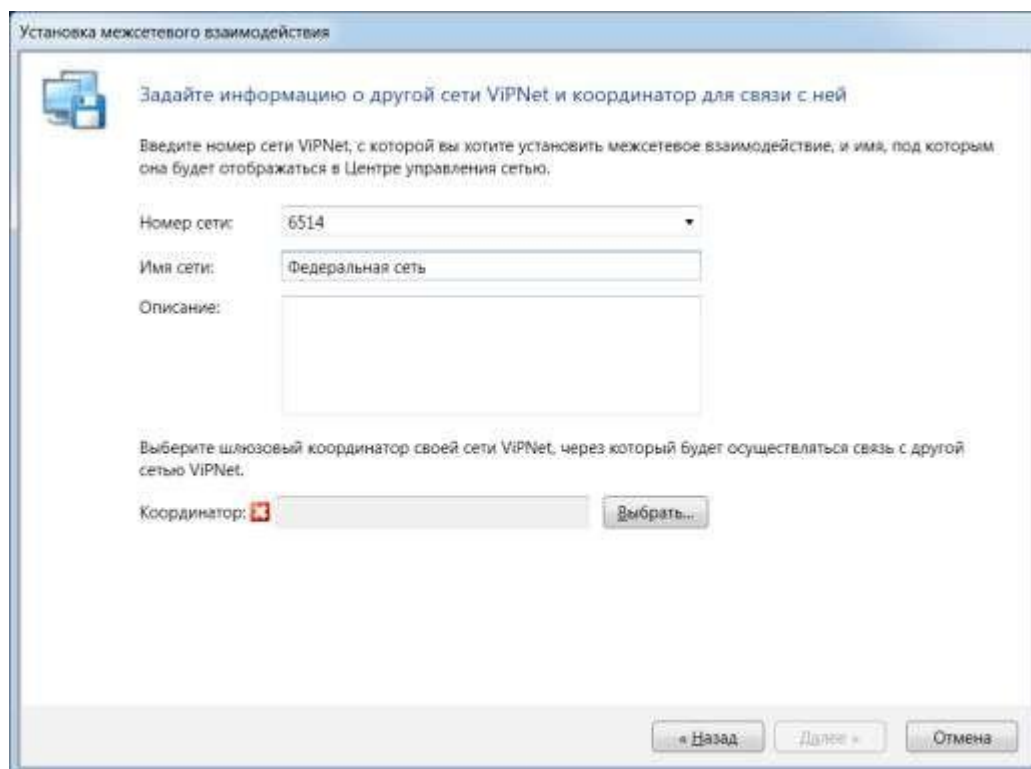 Установка межсетевого взаимодействия
Задайте информацию о другой сети ViPNet и координатор для связи с ней
Введите номер сети ViPNet, с которой вы хотите установить межсетевое взаимодействие, и имя, под которым
она будет отображаться в Центре управления сетью.
Номер сети: 6514
Имя сети: Федеральная сеть
Описание:
Выберите шлюзовый координатор своей сети ViPNet, через который будет осуществляться связь с другой
сетью ViPNet.
Координатор: Выбрать...
« Назад Далее » Отмена